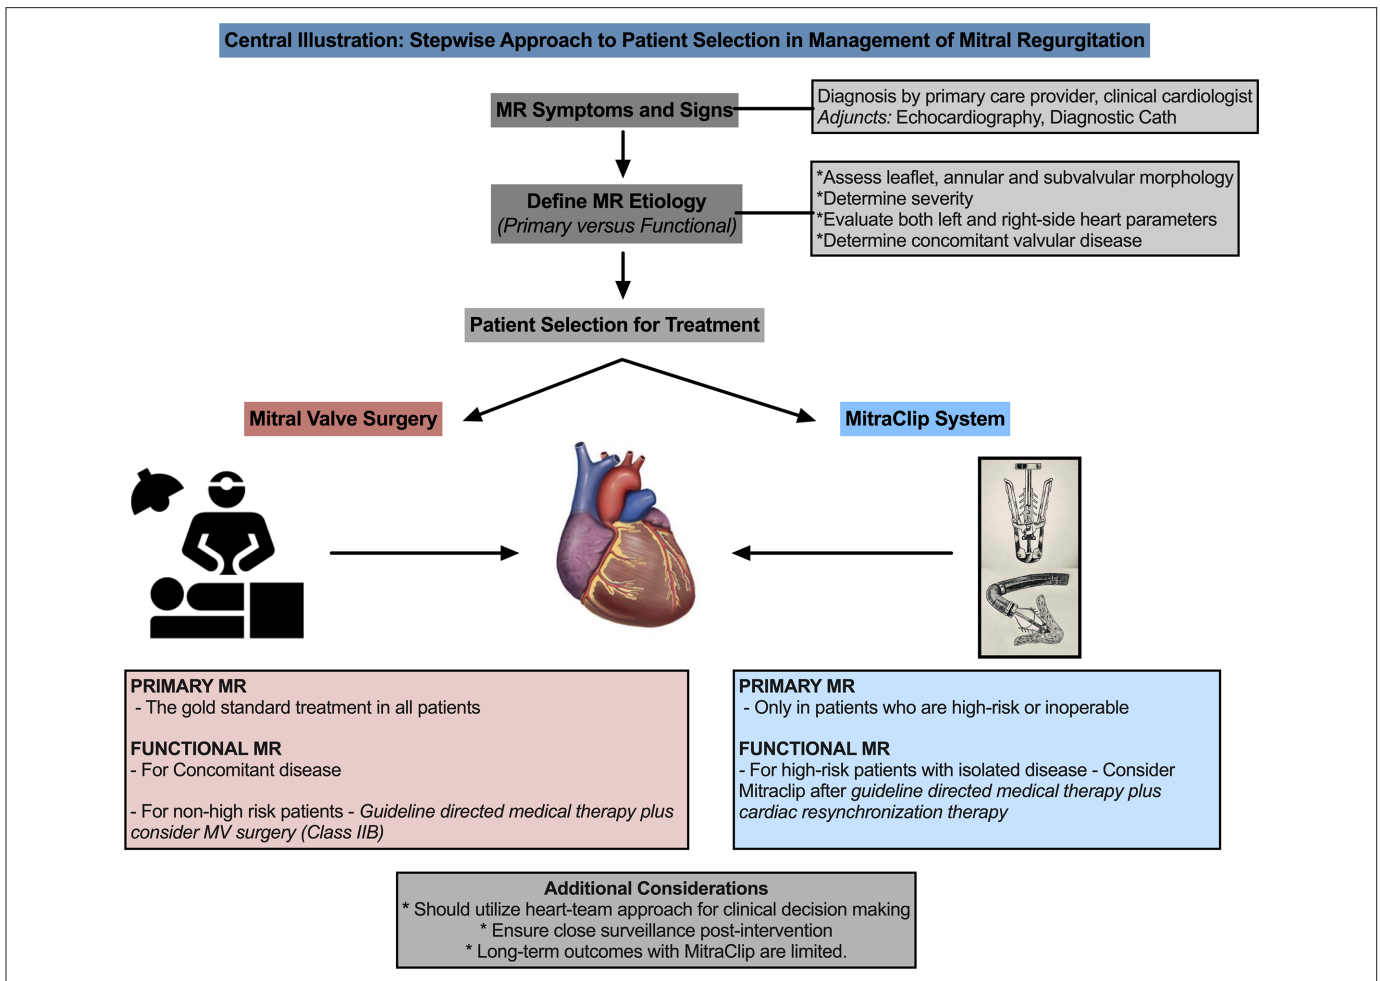 Central Illustration: Stepwise Approach to Patient Selection in Management of Mitral Regurgitation
MR Symptoms and Signs
Diagnosis by primary care provider, clinical cardiologist
Adjuncts: Echocardiography, Diagnostic Cath
Define MR Etiology
(Primary versus Functional)
*Assess leaflet, annular and subvalvular morphology
*Determine severity
*Evaluate both left and right-side heart parameters
*Determine concomitant valvular disease
Patient Selection for Treatment
Mitral Valve Surgery
MitraClip System
PRIMARY MR
- The gold standard treatment in all patients
FUNCTIONAL MR
- For Concomitant disease
- For non-high risk patients - Guideline directed medical therapy plus
consider MV surgery (Class IIB)
PRIMARY MR
- Only in patients who are high-risk or inoperable
FUNCTIONAL MR
- For high-risk patients with isolated disease - Consider
Mitraclip after guideline directed medical therapy plus
cardiac resynchronization therapy
Additional Considerations
* Should utilize heart-team approach for clinical decision making
* Ensure close surveillance post-intervention
* Long-term outcomes with MitraClip are limited.